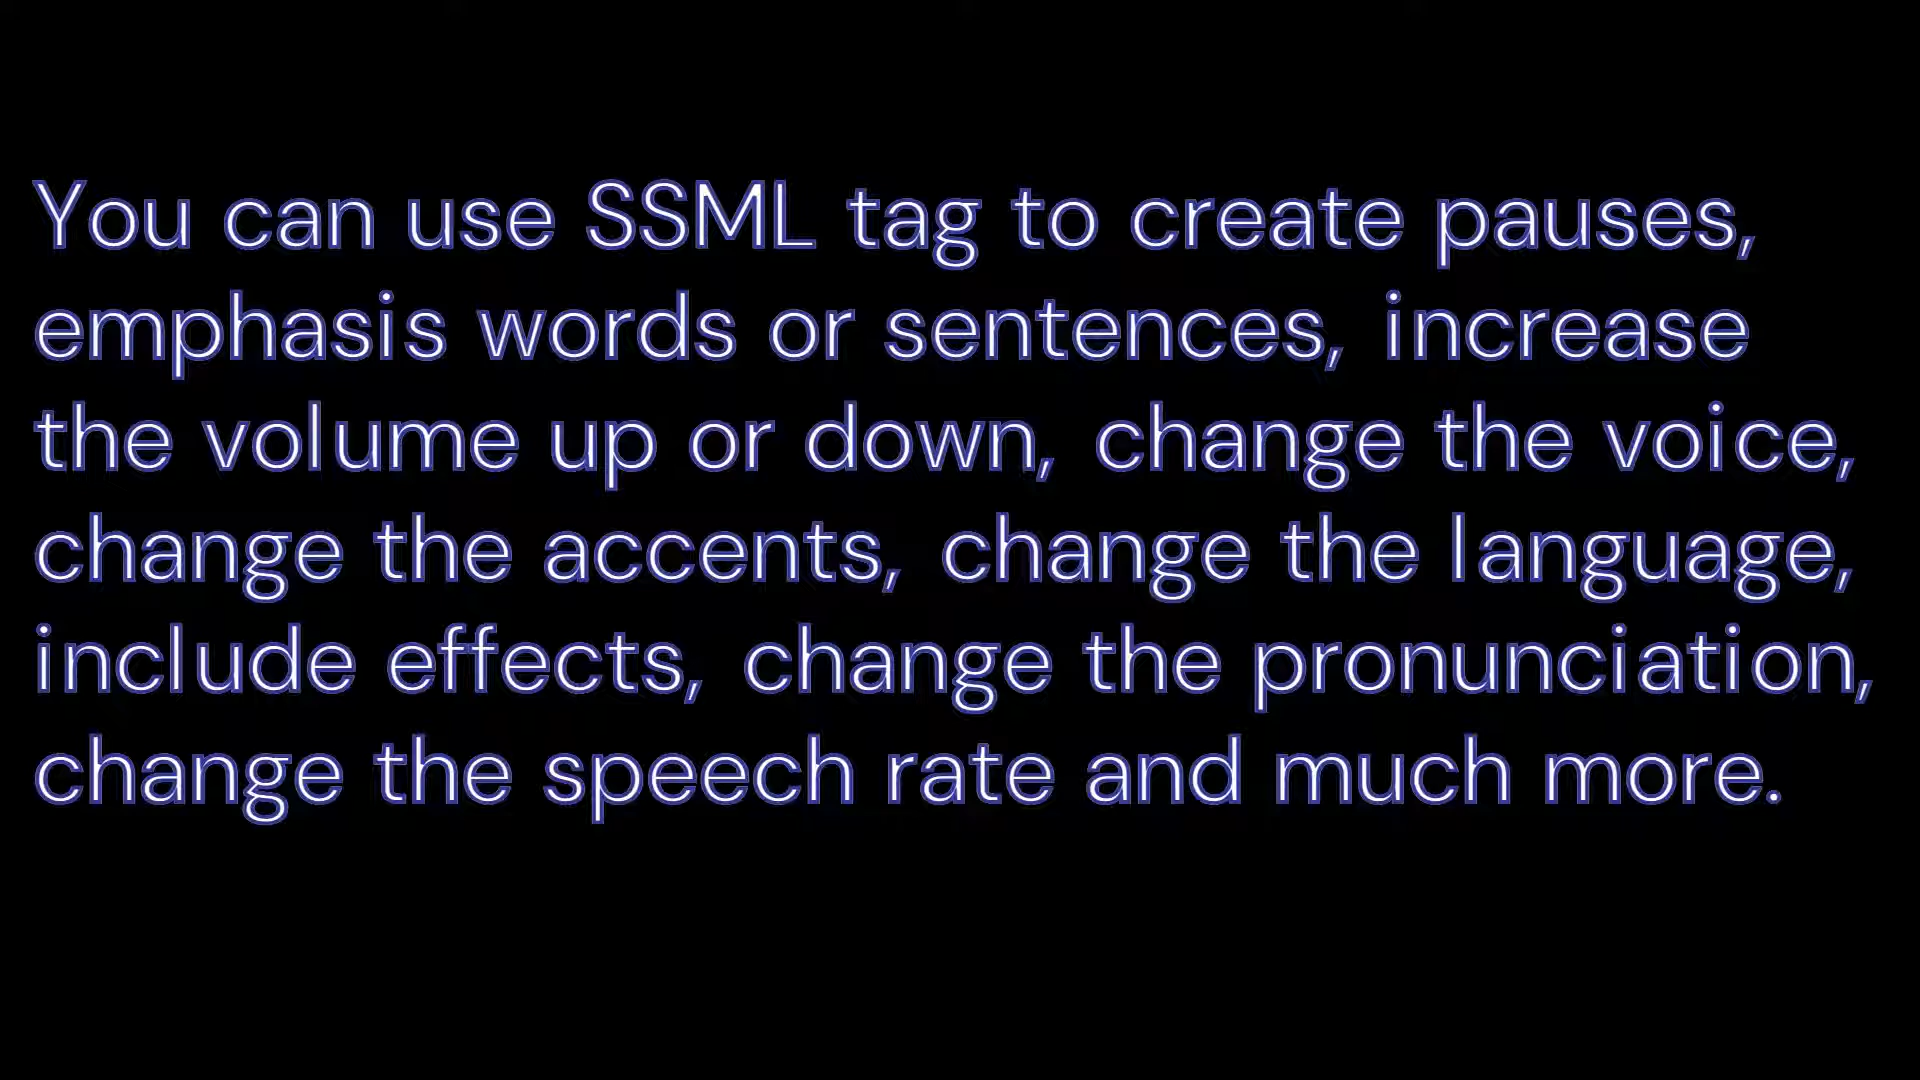 You can use SSML tag to create pauses,
emphasis words or sentences, increase
the volume up or down, change the voice,
change the accents, change the language,
include effects, change the pronunciation,
change the speech rate and much more.